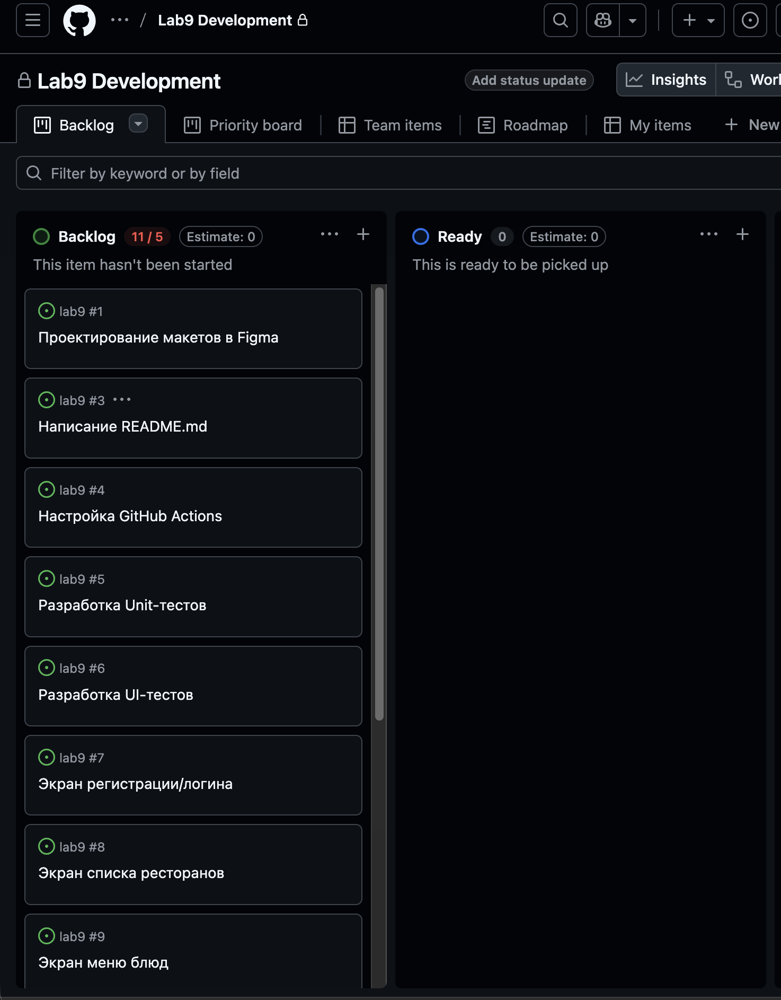 / Lab9 Development
Lab9 Development
Add status update
Insights
Backlog
Priority board
Team items
Roadmap
My items
New
Filter by keyword or by field
Backlog 11 / 5 Estimate: 0
This item hasn't been started
lab9 #1
Проектирование макетов в Figma
lab9 #3
Написание README.md
lab9 #4
Настройка GitHub Actions
lab9 #5
Разработка Unit-тестов
lab9 #6
Разработка UI-тестов
lab9 #7
Экран регистрации/логина
lab9 #8
Экран списка ресторанов
lab9 #9
Экран меню блюд
Ready 0 Estimate: 0
This is ready to be picked up